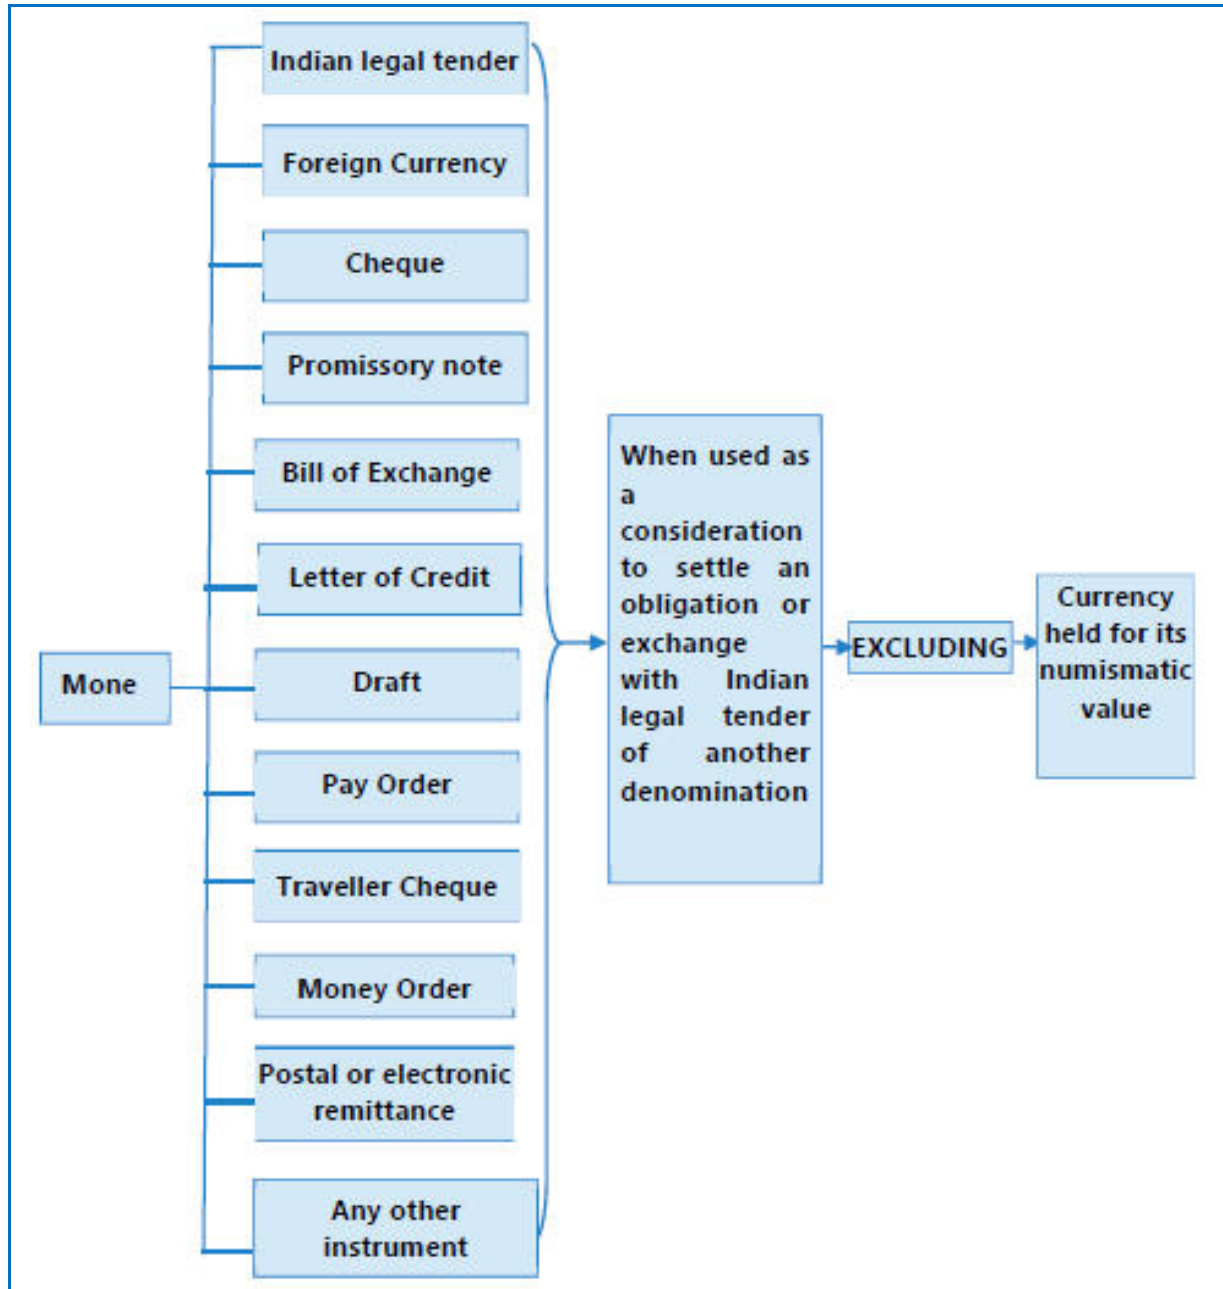 Indian legal tender
Foreign Currency
Cheque
Promissory note
Bill of Exchange
Letter of Credit
Mone
Draft
Pay Order
Traveller Cheque
Money Order
Postal or electronic
remittance
Any other
instrument
When used as
a
consideration
to settle an
obligation or
exchange
with Indian
legal tender
of another
denomination
EXCLUDING
Currency
held for its
numismatic
value